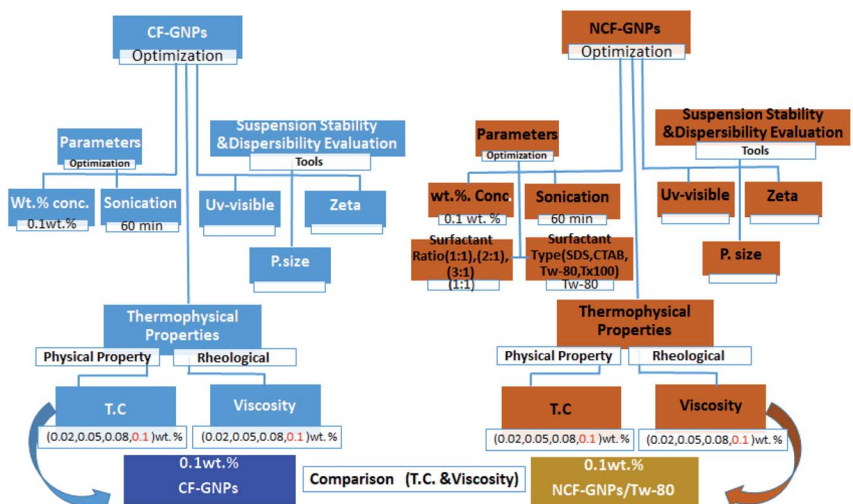 CF-GNPs
Optimization
Parameters
Optimization
Suspension Stability
&Dispersibility Evaluation
Tools
Wt.% conc.
0.1wt.%
Sonication
60 min
Uv-visible
Zeta
P.size
Thermophysical
Properties
Physical Property
Rheological
T.C
(0.02,0.05,0.08,0.1 )wt. %
Viscosity
(0.02,0.05,0.08,0.1 )wt. %
0.1wt.%
CF-GNPs
Comparison (T.C. &Viscosity)
NCF-GNPs
Optimization
Parameters
Optimization
Suspension Stability
&Dispersibility Evaluation
Tools
wt.%. Conc.
0.1 wt. %
Sonication
60 min
Surfactant
Ratio(1:1),(2:1),
(3:1)
(1:1)
Surfactant
Type(SDS,CTAB,
Tw-80,Tx100)
Tw-80
Uv-visible
Zeta
P. size
Thermophysical
Properties
Physical Property
Rheological
T.C
(0.02,0.05,0.08,0.1 )wt. %
Viscosity
(0.02,0.05,0.08,0.1 )wt. %
0.1wt.%
NCF-GNPs/Tw-80